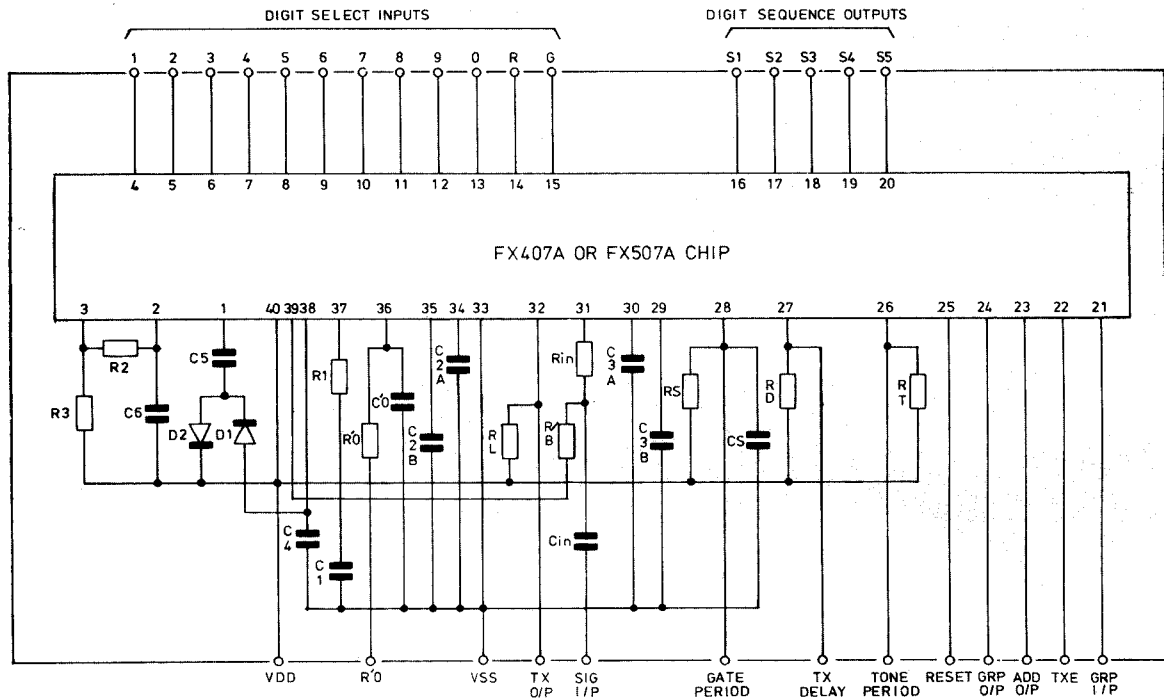 DIGIT SELECT INPUTS DIGIT SEQUENCE OUTPUTS
1 2 3 4 5 6 7 8 9 0 R G S1 S2 S3 S4 S5
4 5 6 7 8 9 10 11 12 13 14 15 16 17 18 19 20
FX407A OR FX507A CHIP
3 2 1 40 39 38 37 36 35 34 33 32 31 30 29 28 27 26 25 24 23 22 21
R2
R3
C6
C5
D2
D1
C4
R1
C1
R'O
C'O
C2B
C2A
RL
R'B
Rin
Cin
C3A
C3B
RS
CS
RD
RT
VDD R'O VSS TX O/P SIG I/P GATE PERIOD TX DELAY TONE PERIOD RESET GRP O/P ADD O/P TXE GRP I/P